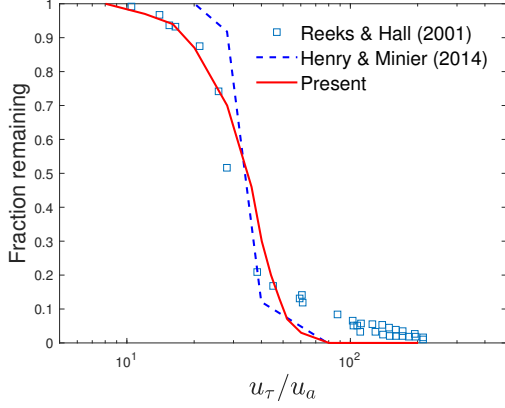 1
0.9
0.8
0.7
0.6
0.5
0.4
0.3
0.2
0.1
0
Fraction remaining
Reeks & Hall (2001)
Henry & Minier (2014)
Present
10¹
10²
u_τ/u_a